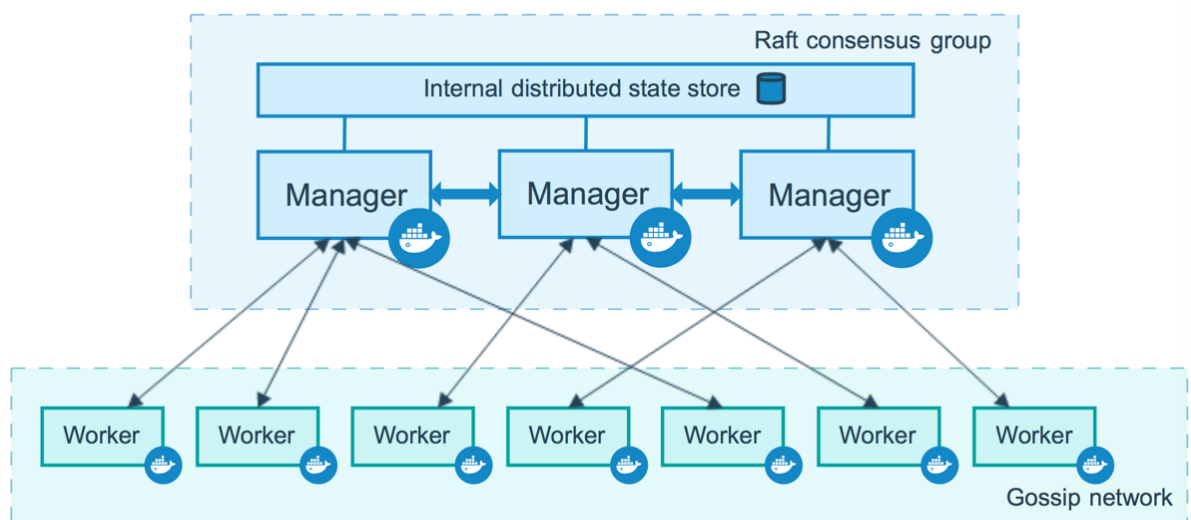 Raft consensus group
Internal distributed state store
Manager
Manager
Manager
Worker
Worker
Worker
Worker
Worker
Worker
Worker
Gossip network